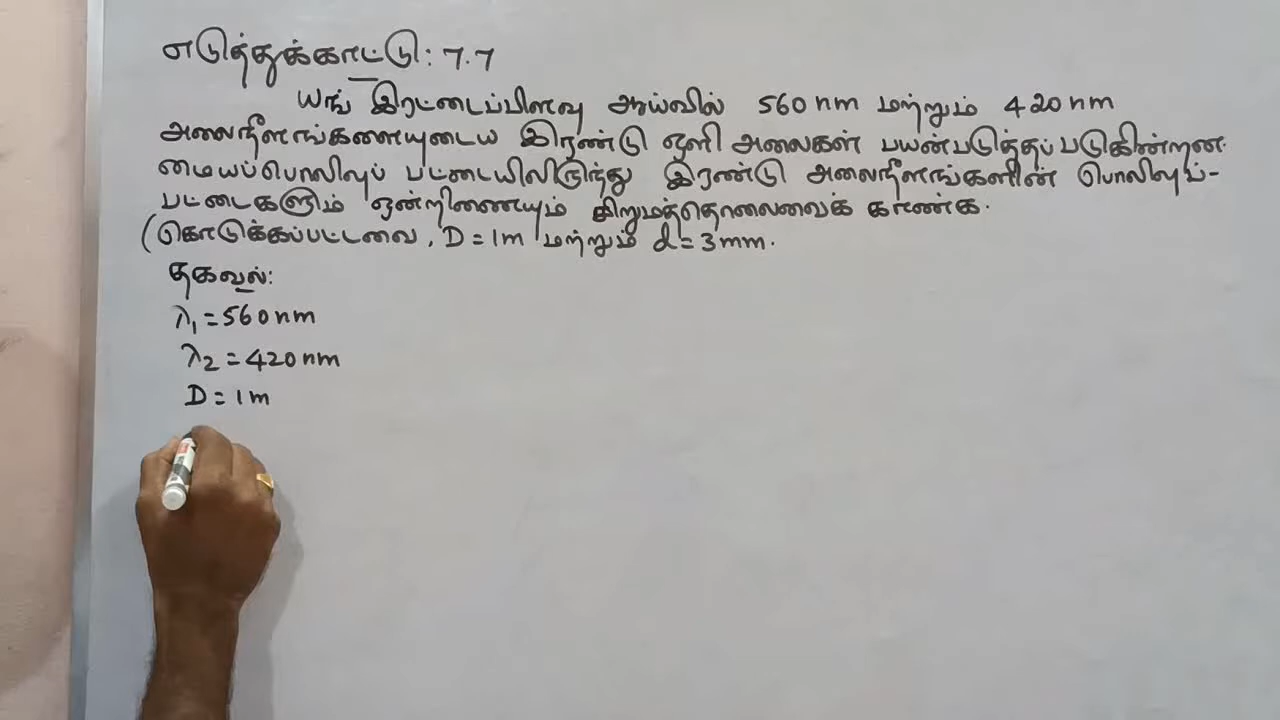 எடுத்துக்காட்டு: 7.7
யங் இரட்டைப்பிளவு ஆய்வில் 560 nm மற்றும் 420 nm
அலைநீளங்களையுடைய இரண்டு ஒளி அலைகள் பயன்படுத்தப் படுகின்றன.
மையப்பொலிவுப் பட்டையிலிருந்து இரண்டு அலைநீளங்களின் பொலிவுப்-
பட்டைகளும் ஒன்றிணையும் சிறுமத்தொலைவைக் காண்க.
(கொடுக்கப்பட்டவை, D = 1m மற்றும் d = 3mm.
தகவல்:
λ₁ = 560 nm
λ₂ = 420 nm
D = 1 m